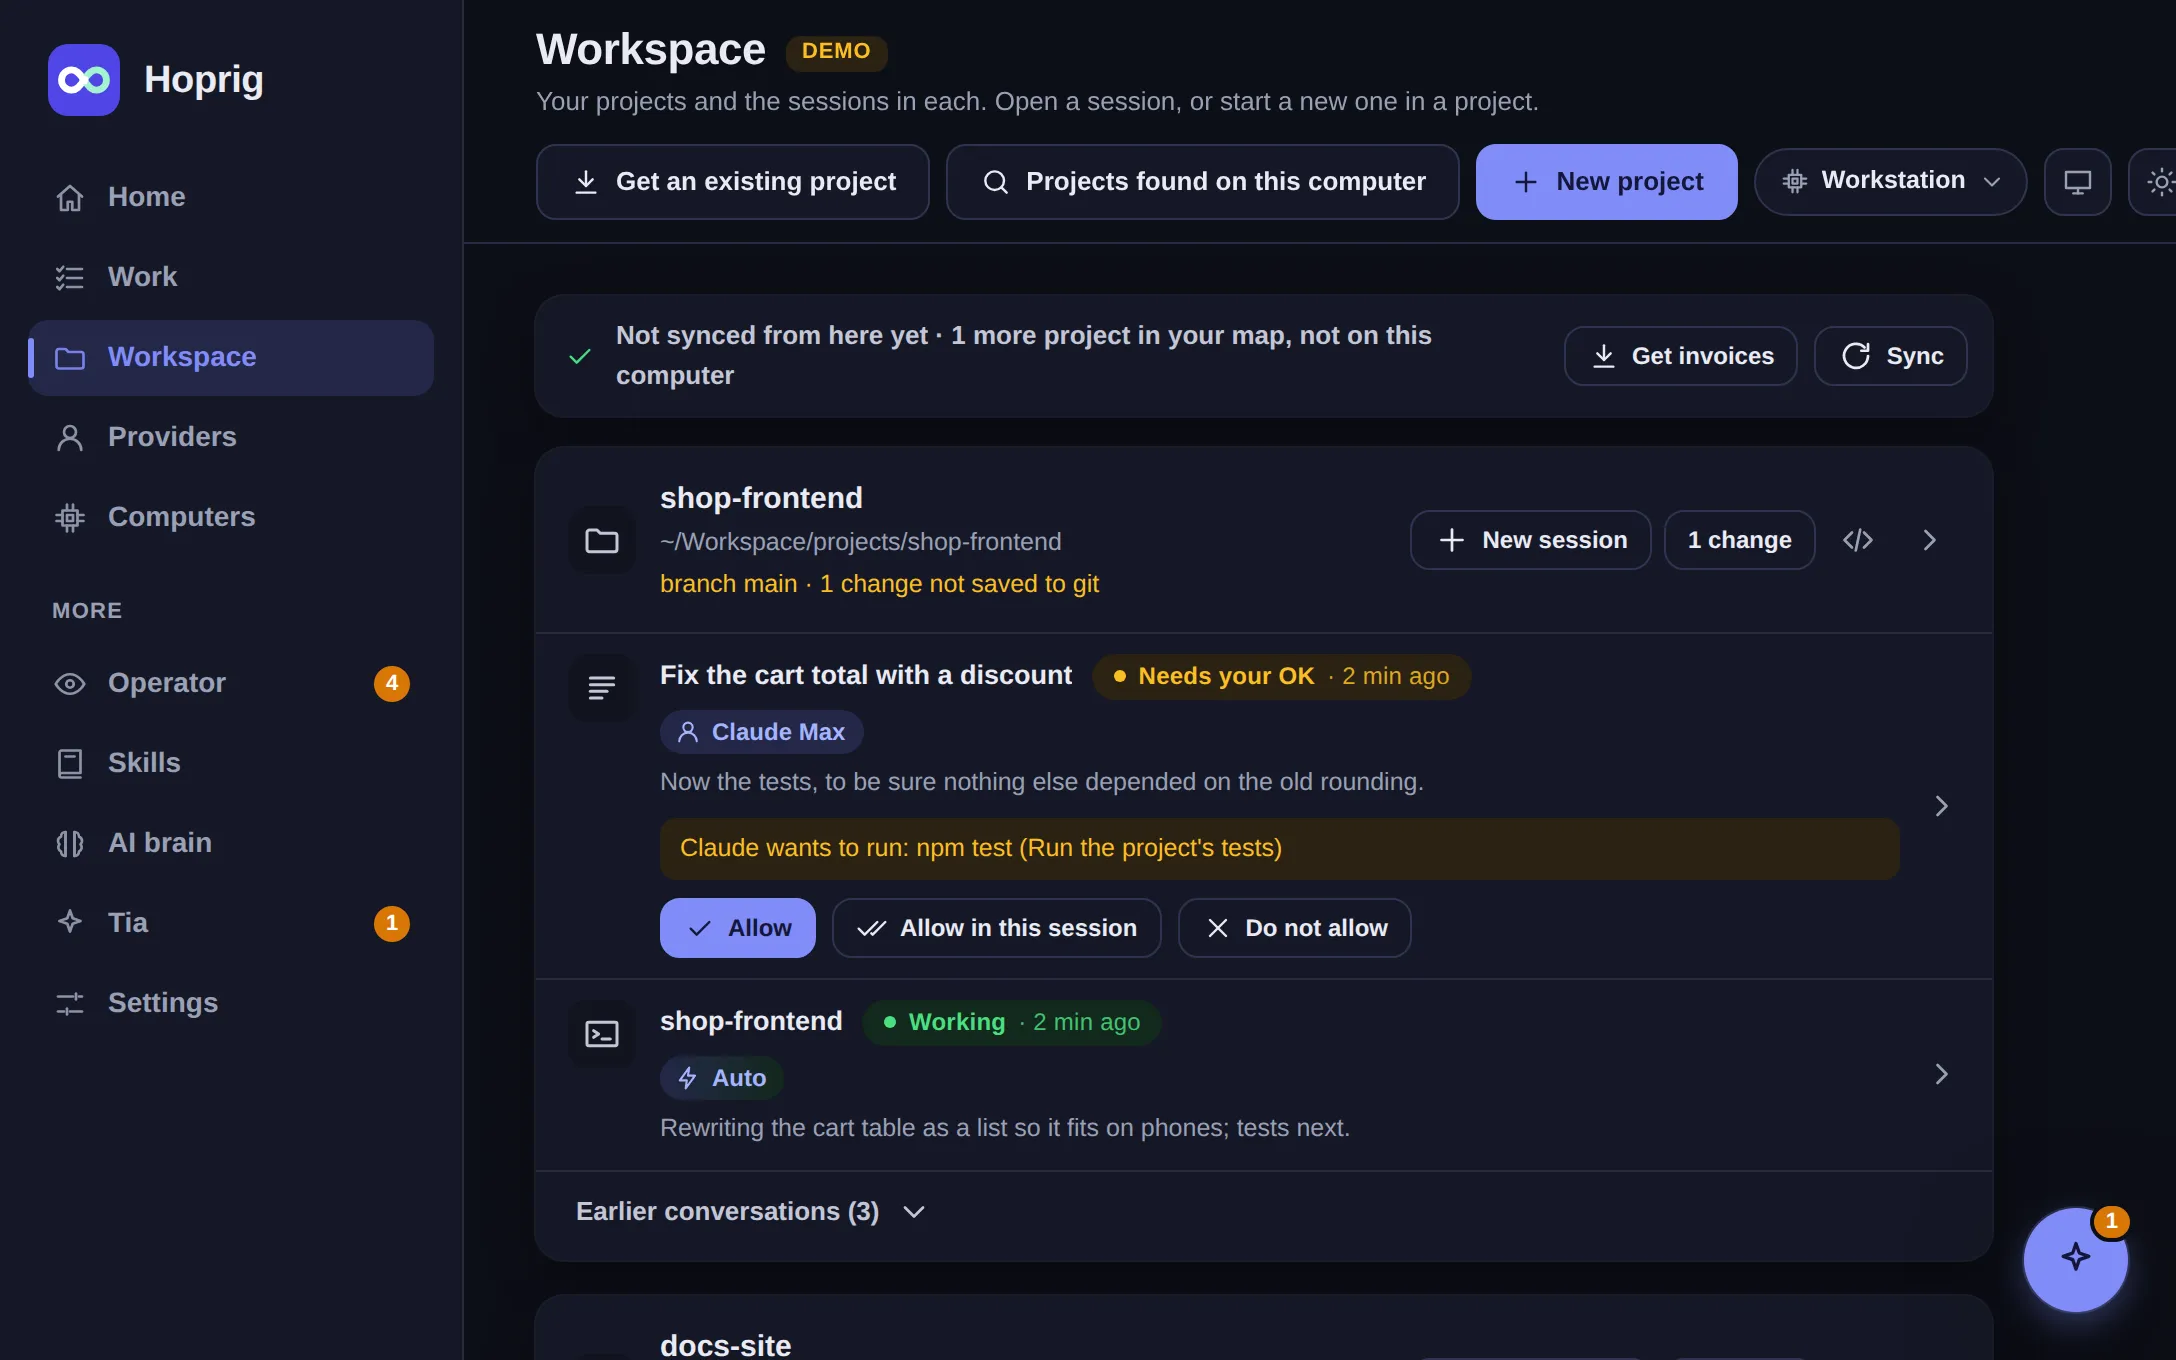 Hoprig
Home
Work
Workspace
Providers
Computers
MORE
Operator 4
Skills
AI brain
Tia 1
Settings
Workspace DEMO
Your projects and the sessions in each. Open a session, or start a new one in a project.
Get an existing project
Projects found on this computer
New project
Workstation
Not synced from here yet · 1 more project in your map, not on this
computer
Get invoices
Sync
shop-frontend
~/Workspace/projects/shop-frontend
branch main · 1 change not saved to git
New session
1 change
Fix the cart total with a discount
Needs your OK · 2 min ago
Claude Max
Now the tests, to be sure nothing else depended on the old rounding.
Claude wants to run: npm test (Run the project's tests)
Allow
Allow in this session
Do not allow
shop-frontend
Working · 2 min ago
Auto
Rewriting the cart table as a list so it fits on phones; tests next.
Earlier conversations (3)
1
docs-site